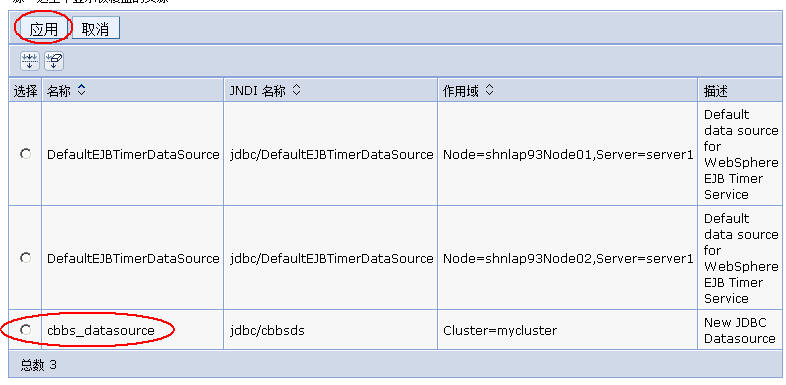 应用 取消
选择 名称 JNDI 名称 作用域 描述
DefaultEJBTimerDataSource jdbc/DefaultEJBTimerDataSource Node=shnlap93Node01,Server=server1
Default
data source
for
WebSphere
EJB Timer
Service
DefaultEJBTimerDataSource jdbc/DefaultEJBTimerDataSource Node=shnlap93Node02,Server=server1
Default
data source
for
WebSphere
EJB Timer
Service
cbbs_datasource jdbc/cbbsds Cluster=mycluster
New JDBC
Datasource
总数 3